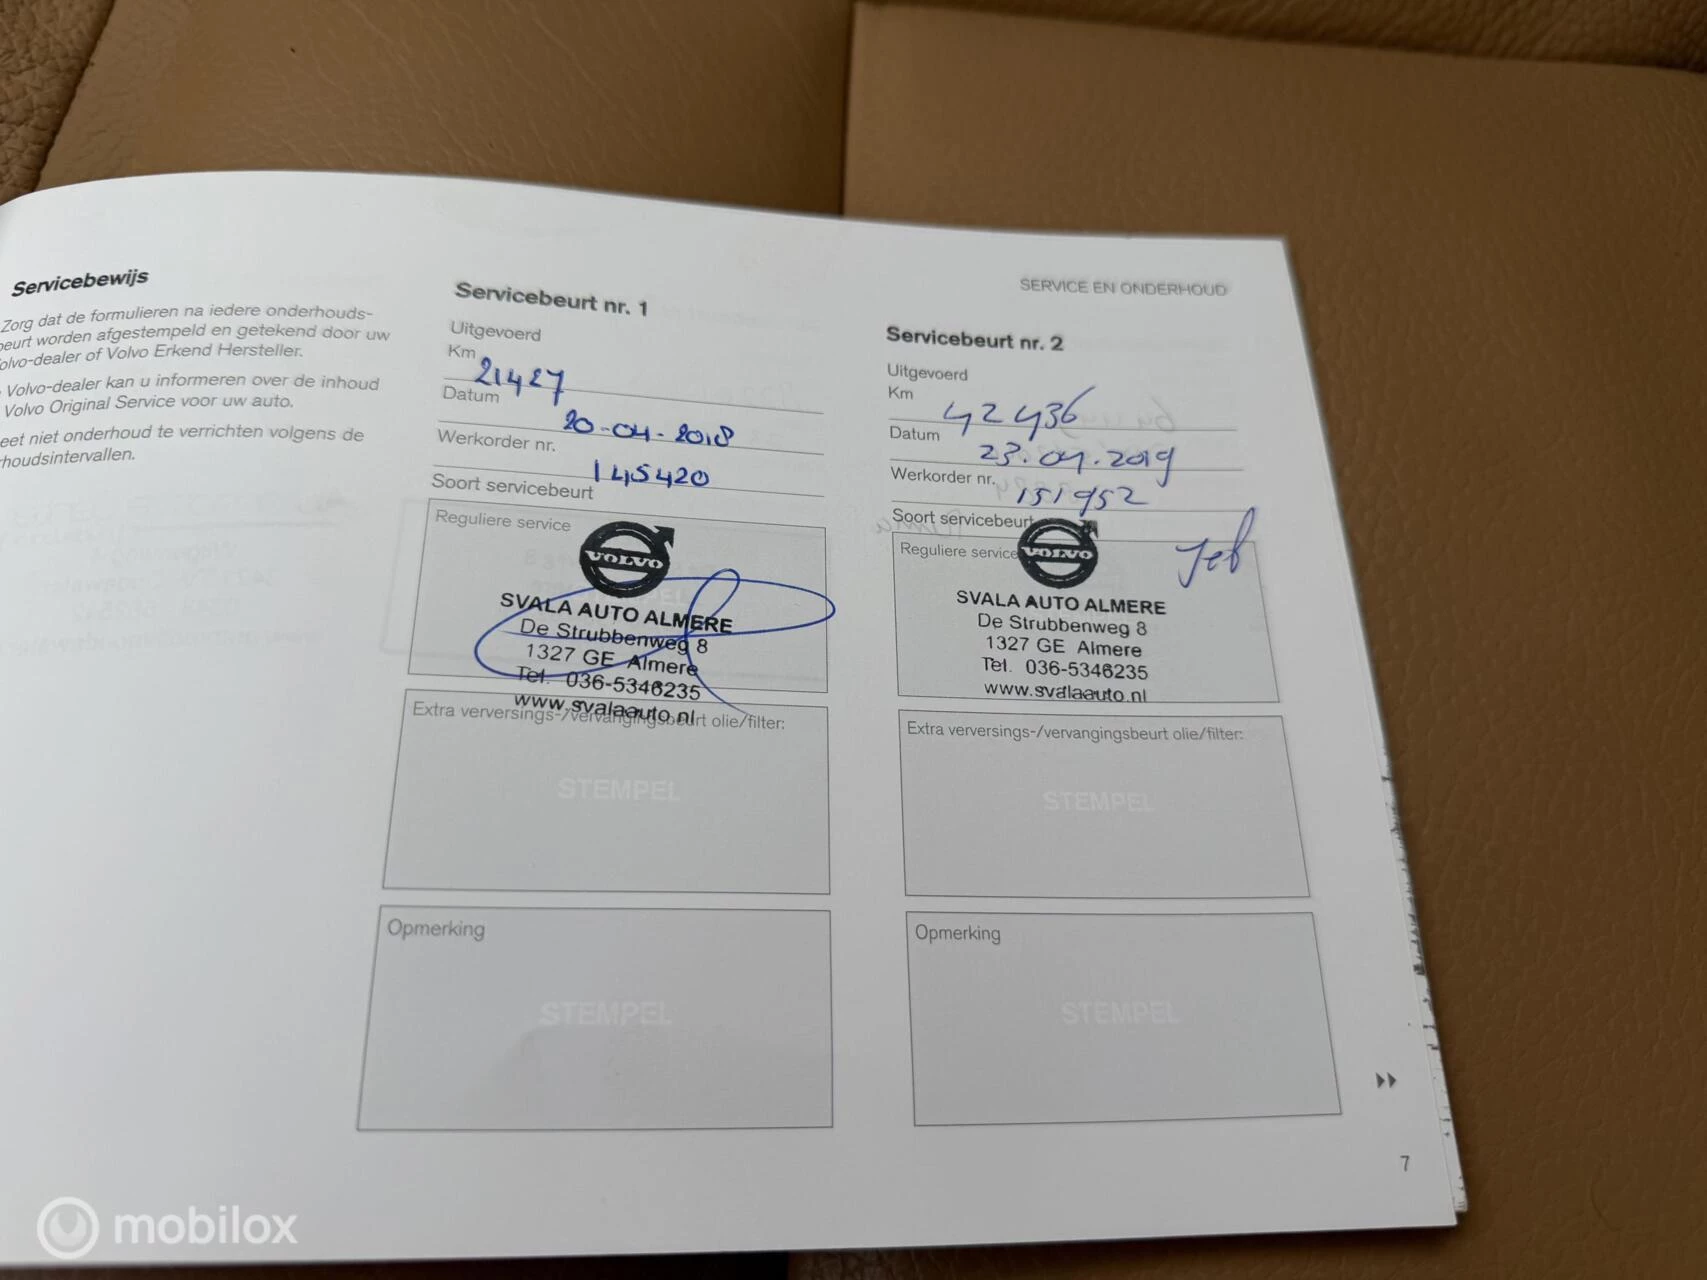 Servicebewijs
Zorg dat de formulieren na iedere onderhouds-
beurt worden afgestempeld en getekend door uw
Volvo-dealer of Volvo Erkend Hersteller.
Volvo-dealer kan u informeren over de inhoud
Volvo Original Service voor uw auto.
eet niet onderhoud te verrichten volgens de
rhoudsintervallen.
Servicebeurt nr. 1
Uitgevoerd
Km 21427
Datum 20-04-2018
Werkorder nr. 145420
Soort servicebeurt
Reguliere service
VOLVO
SVALA AUTO ALMERE
De Strubbenweg 8
1327 GE Almere
Tel. 036-5346235
www.svalaauto.nl
Extra verversings-/vervangingsbeurt olie/filter:
STEMPEL
Opmerking
STEMPEL
SERVICE EN ONDERHOUD
Servicebeurt nr. 2
Uitgevoerd
Km 42436
Datum 23.04.2019
Werkorder nr. 151952
Soort servicebeurt
Reguliere service
VOLVO
SVALA AUTO ALMERE
De Strubbenweg 8
1327 GE Almere
Tel. 036-5346235
www.svalaauto.nl
Extra verversings-/vervangingsbeurt olie/filter:
STEMPEL
Opmerking
STEMPEL
7
mobilox